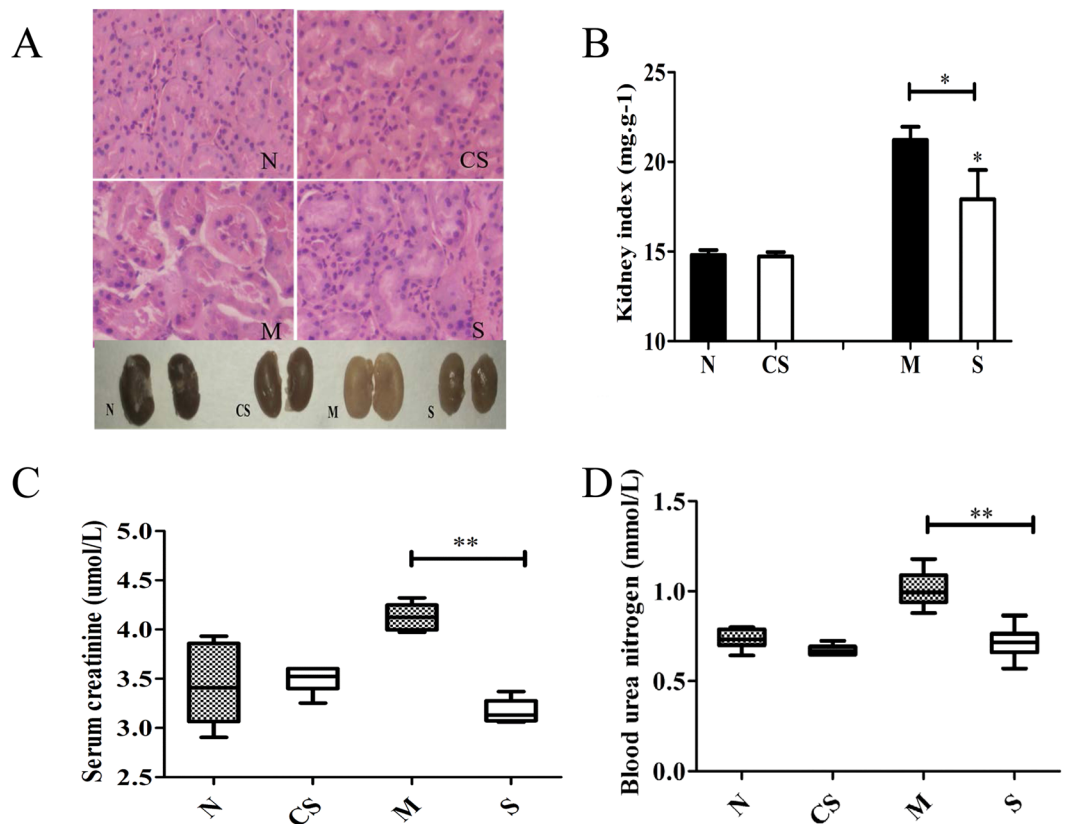 A
N
CS
M
S
N
CS
M
S
B
Kidney index (mg.g-1)
25
20
15
10
*
*
N
CS
M
S
C
Serum creatinine (umol/L)
5.0
4.5
4.0
3.5
3.0
2.5
**
N
CS
M
S
D
Blood urea nitrogen (mmol/L)
1.5
1.0
0.5
0.0
**
N
CS
M
S